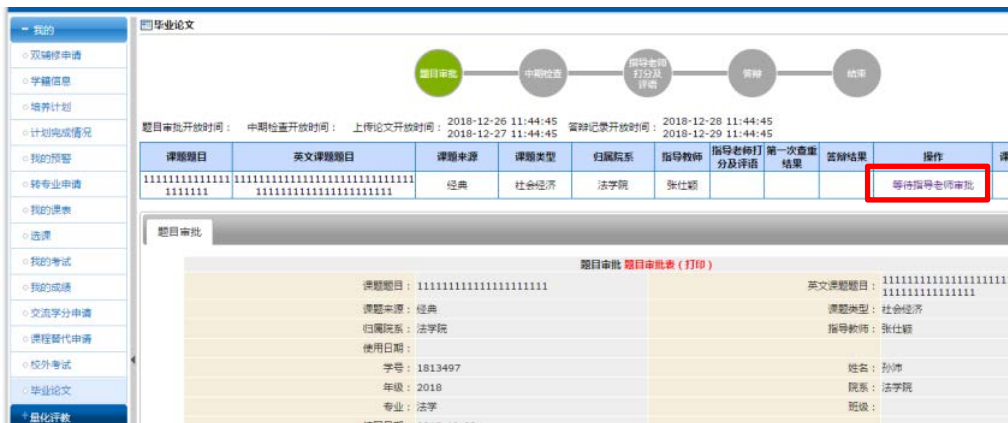 我的
双辅修申请
学籍信息
培养计划
计划完成情况
我的预警
转专业申请
我的课表
选课
我的考试
我的成绩
交流学分申请
课程替代申请
校外考试
毕业论文
量化评教
毕业论文
题目审批
中期检查
指导老师
打分及
评语
答辩
结束
题目审批开放时间： 中期检查开放时间： 上传论文开放时间： 2018-12-26 11:44:45 2018-12-27 11:44:45 答辩记录开放时间： 2018-12-28 11:44:45 2018-12-29 11:44:45
课题题目 英文课题题目 课题来源 课题类型 归属院系 指导教师 指导老师打分及评语 第一次查重结果 答辩结果 操作
经典 社会经济 法学院 张仕颖 等待指导老师审批
题目审批
题目审批 题目审批表（打印）
课题题目： 11111111111111111111 英文课题题目：
课题来源： 经典 课题类型： 社会经济
归属院系： 法学院 指导教师： 张仕颖
使用日期：
学号： 1813497 姓名： 孙沛
年级： 2018 院系： 法学院
专业： 法学 班级：